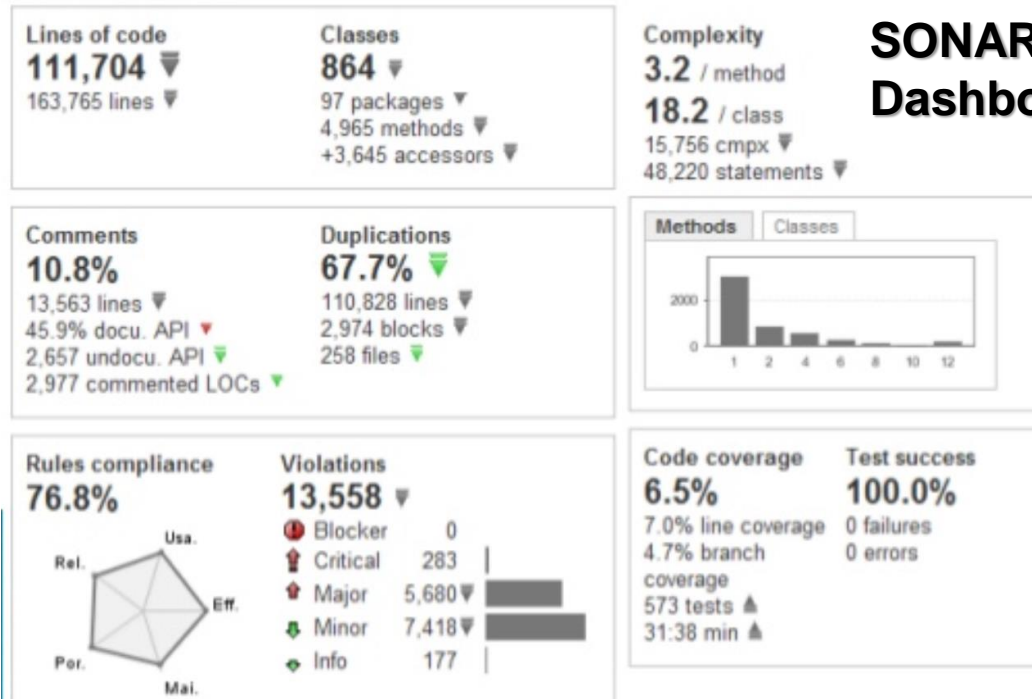 SONAR
Dashbo
Lines of code
111,704
163,765 lines
Classes
864
97 packages
4,965 methods
+3,645 accessors
Complexity
3.2 / method
18.2 / class
15,756 cmpx
48,220 statements
Comments
10.8%
13,563 lines
45.9% docu. API
2,657 undocu. API
2,977 commented LOCs
Duplications
67.7%
110,828 lines
2,974 blocks
258 files
Methods
Classes
2000
0
1 2 4 6 8 10 12
Rules compliance
76.8%
Usa.
Rel.
Eff.
Por.
Mai.
Violations
13,558
Blocker 0
Critical 283
Major 5,680
Minor 7,418
Info 177
Code coverage
6.5%
7.0% line coverage
4.7% branch
coverage
573 tests
31:38 min
Test success
100.0%
0 failures
0 errors